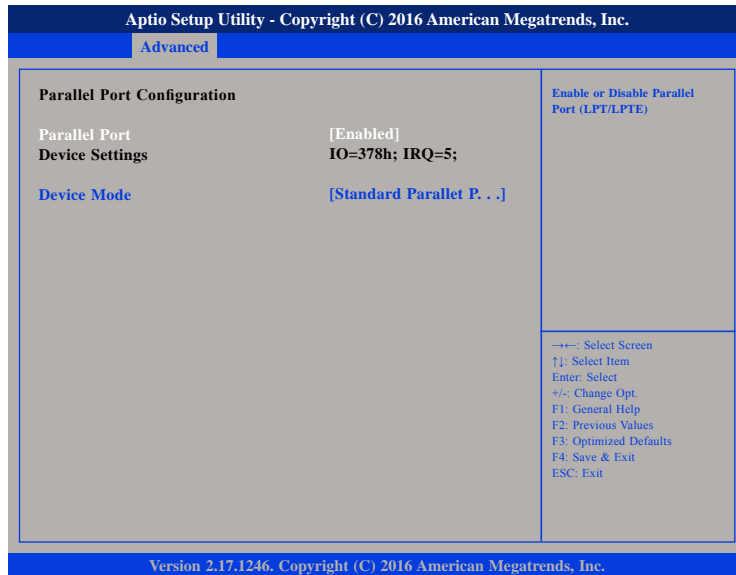 Aptio Setup Utility - Copyright (C) 2016 American Megatrends, Inc.
Advanced
Parallel Port Configuration
Parallel Port [Enabled]
Device Settings IO=378h; IRQ=5;
Device Mode [Standard Parallet P. . .]
Enable or Disable Parallel
Port (LPT/LPTE)
→←: Select Screen
↑↓: Select Item
Enter: Select
+/-: Change Opt.
F1: General Help
F2: Previous Values
F3: Optimized Defaults
F4: Save & Exit
ESC: Exit
Version 2.17.1246. Copyright (C) 2016 American Megatrends, Inc.